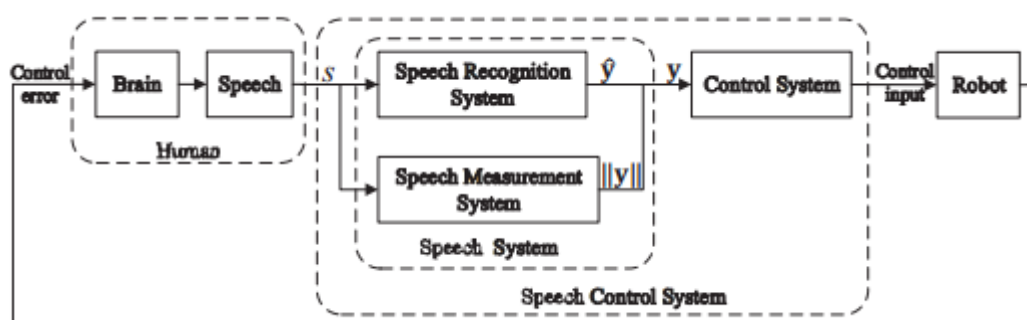 Control
error
Brain
Speech
Human
s
Speech Recognition
System
ŷ
y
Control System
Control
input
Robot
Speech Measurement
System
||y||
Speech System
Speech Control System